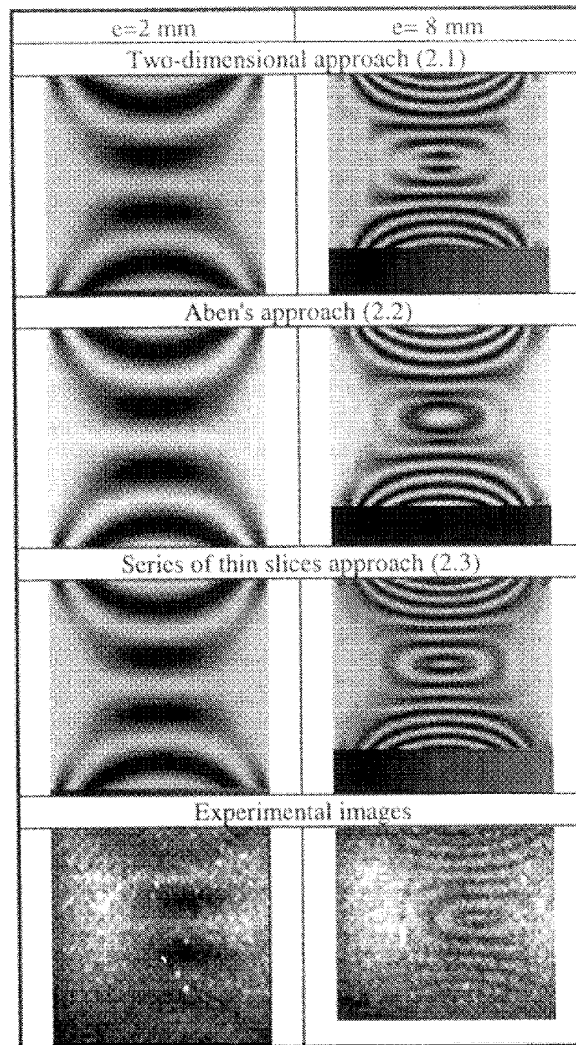 e=2 mm e= 8 mm
Two-dimensional approach (2.1)
Aben's approach (2.2)
Series of thin slices approach (2.3)
Experimental images